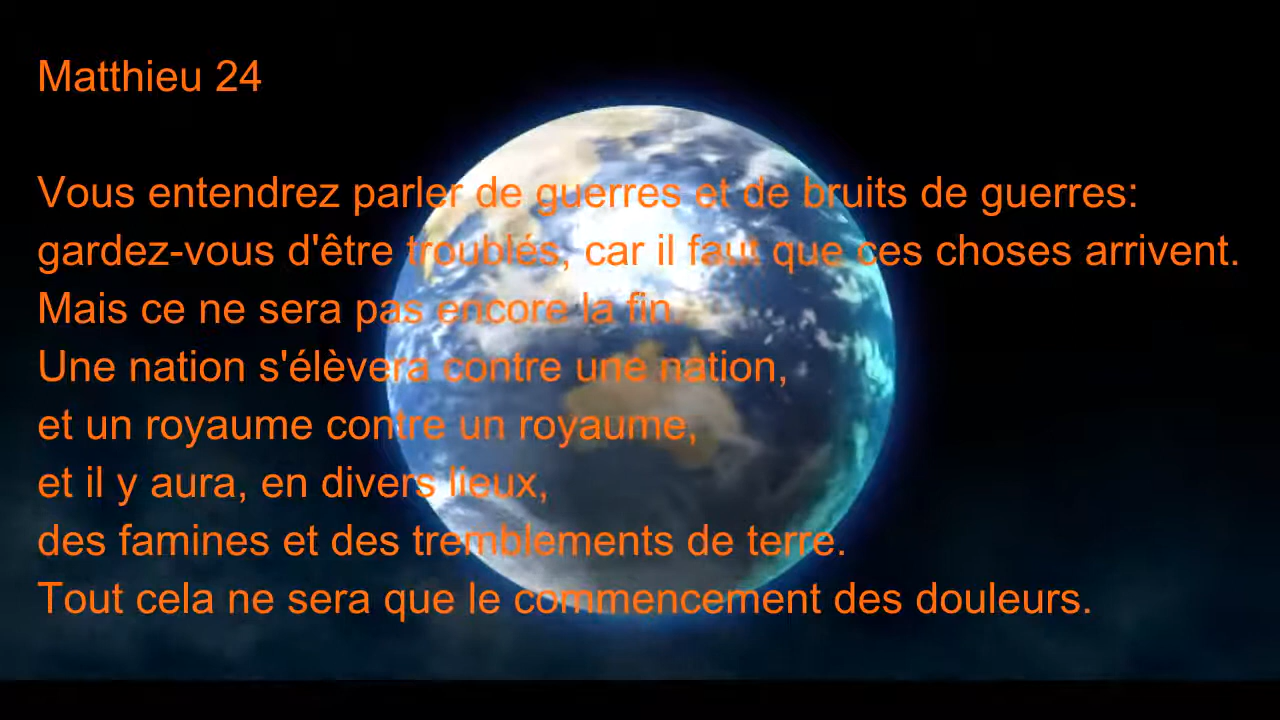 Matthieu 24
Vous entendrez parler de guerres et de bruits de guerres:
gardez-vous d'être troublés, car il faut que ces choses arrivent.
Mais ce ne sera pas encore la fin.
Une nation s'élèvera contre une nation,
et un royaume contre un royaume,
et il y aura, en divers lieux,
des famines et des tremblements de terre.
Tout cela ne sera que le commencement des douleurs.